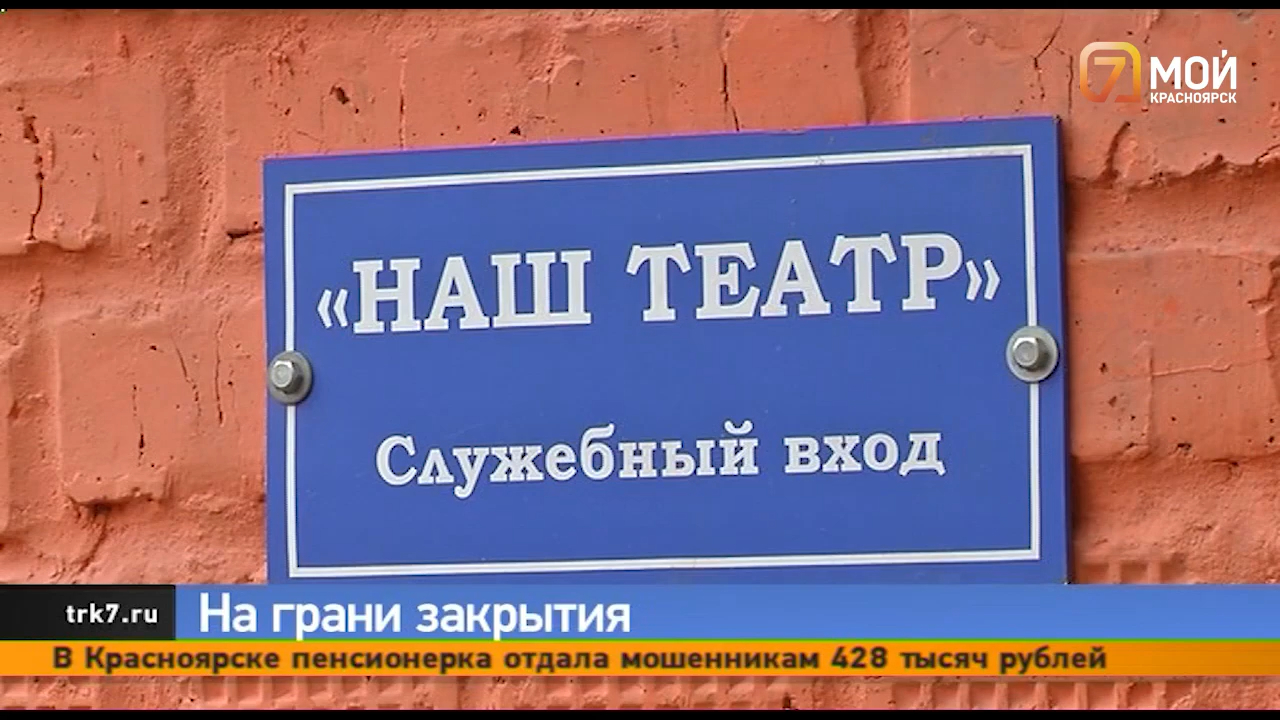 7 МОЙ
КРАСНОЯРСК
«НАШ ТЕАТР»
Служебный вход
trk7.ru
На грани закрытия
В Красноярске пенсионерка отдала мошенникам 428 тысяч рублей